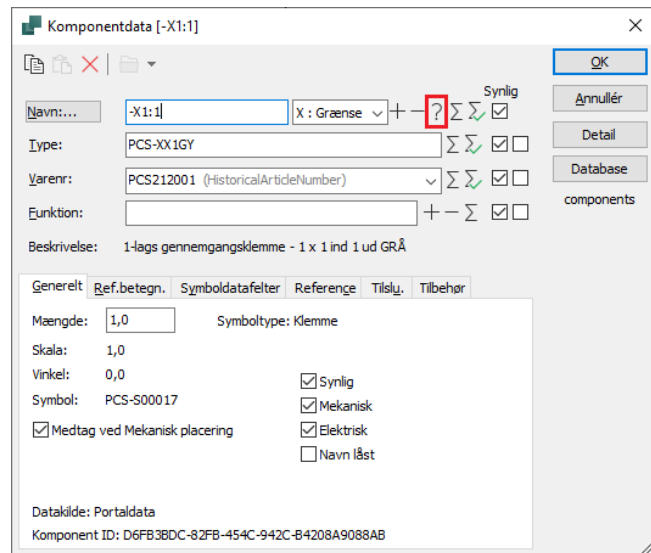 Komponentdata [-X1:1]
OK
Synlig
Navn:... -X1:1 X : Grænse + − ? ∑ ∑
Annullér
Type: PCS-XX1GY ∑ ∑
Detail
Varenr: PCS212001 (HistoricalArticleNumber) ∑ ∑
Database
components
Funktion: + − ∑
Beskrivelse: 1-lags gennemgangsklemme - 1 x 1 ind 1 ud GRÅ
Generelt Ref.betegn. Symboldatafelter Reference Tilslu. Tilbehør
Mængde: 1,0 Symboltype: Klemme
Skala: 1,0
Vinkel: 0,0
Synlig
Symbol: PCS-S00017
Mekanisk
Medtag ved Mekanisk placering
Elektrisk
Navn låst
Datakilde: Portaldata
Komponent ID: D6FB3BDC-82FB-454C-942C-B4208A9088AB